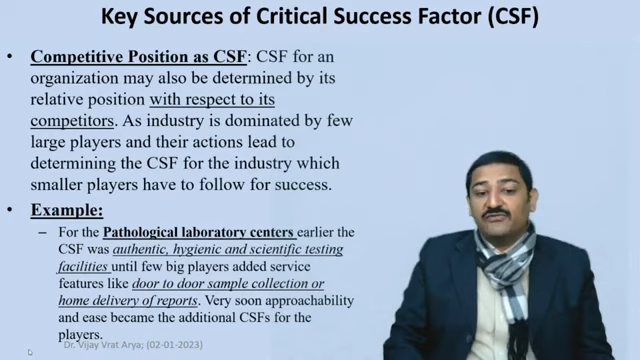 Key Sources of Critical Success Factor (CSF)
• Competitive Position as CSF: CSF for an
organization may also be determined by its
relative position with respect to its
competitors. As industry is dominated by few
large players and their actions lead to
determining the CSF for the industry which
smaller players have to follow for success.
• Example:
– For the Pathological laboratory centers earlier the
CSF was authentic, hygienic and scientific testing
facilities until few big players added service
features like door to door sample collection or
home delivery of reports. Very soon approachability
and ease became the additional CSFs for the
players.
Dr. Vijay Vrat Arya; (02-01-2023)